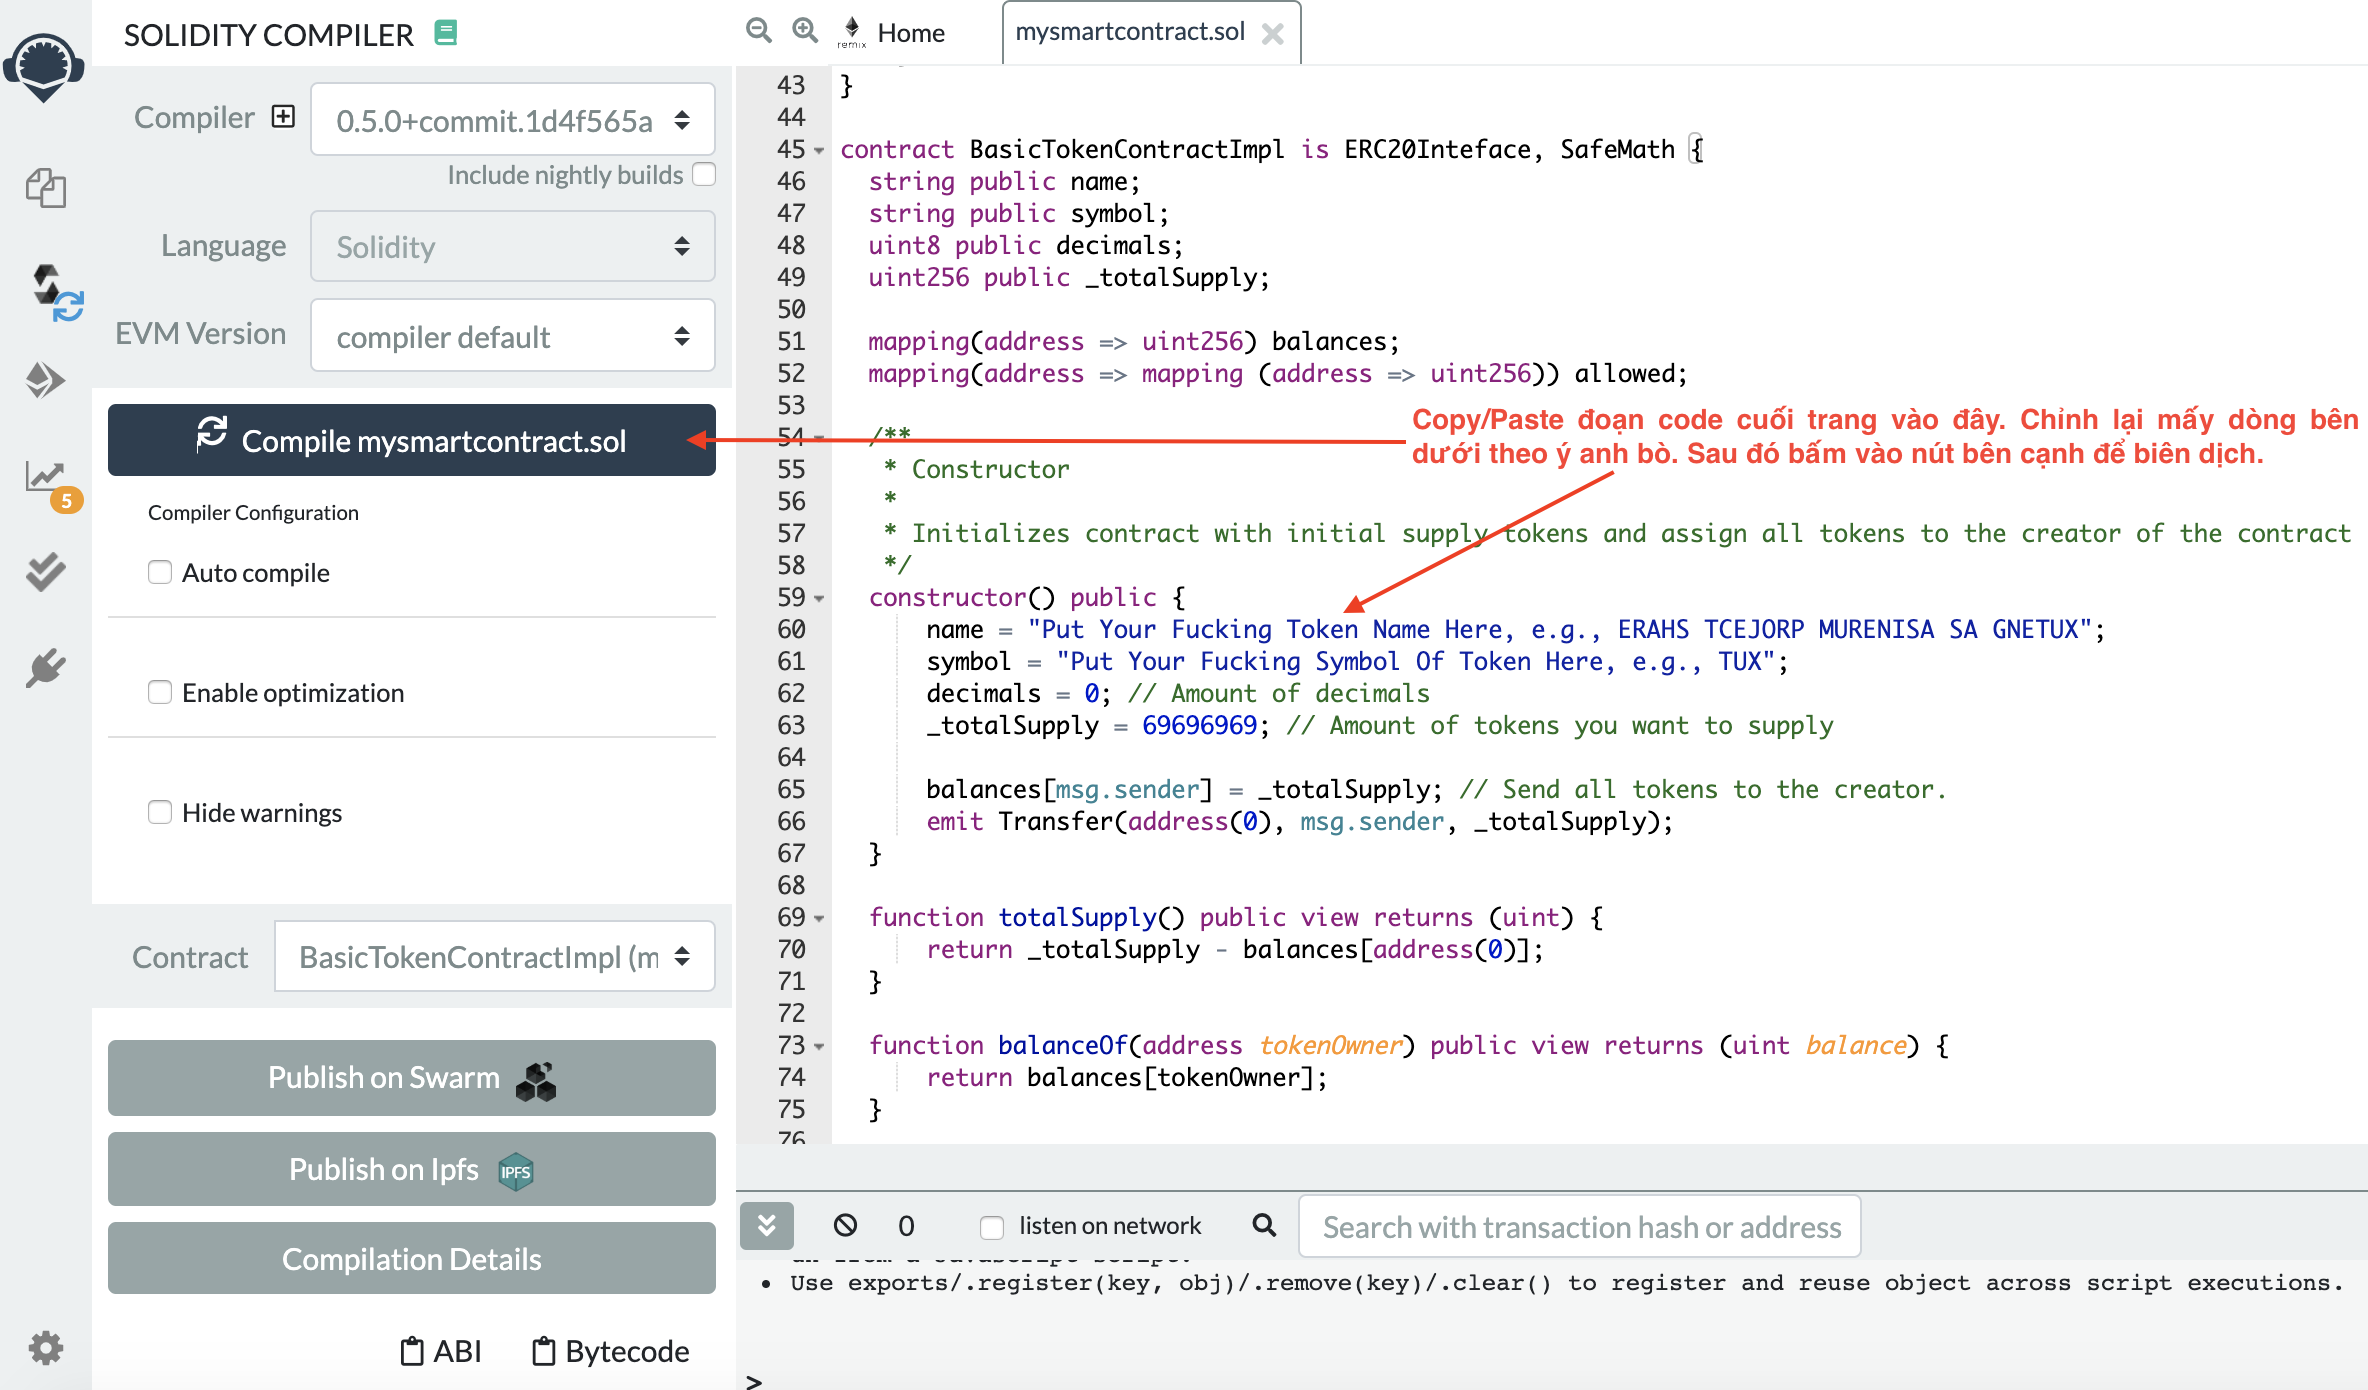 SOLIDITY COMPILER
Compiler
0.5.0+commit.1d4f565a
Include nightly builds
Language
Solidity
EVM Version
compiler default
Compile mysmartcontract.sol
Compiler Configuration
Auto compile
Enable optimization
Hide warnings
Contract
BasicTokenContractImpl (m
Publish on Swarm
Publish on Ipfs
IPFS
Compilation Details
ABI
Bytecode
5
remix
Home
mysmartcontract.sol
43 }
44
45 contract BasicTokenContractImpl is ERC20Inteface, SafeMath {
46 string public name;
47 string public symbol;
48 uint8 public decimals;
49 uint256 public _totalSupply;
50
51 mapping(address => uint256) balances;
52 mapping(address => mapping (address => uint256)) allowed;
53
54 /**
55 * Constructor
56 *
57 * Initializes contract with initial supply tokens and assign all tokens to the creator of the contract
58 */
59 constructor() public {
60 name = "Put Your Fucking Token Name Here, e.g., ERAHS TCEJORP MURENISA SA GNETUX";
61 symbol = "Put Your Fucking Symbol Of Token Here, e.g., TUX";
62 decimals = 0; // Amount of decimals
63 _totalSupply = 69696969; // Amount of tokens you want to supply
64
65 balances[msg.sender] = _totalSupply; // Send all tokens to the creator.
66 emit Transfer(address(0), msg.sender, _totalSupply);
67 }
68
69 function totalSupply() public view returns (uint) {
70 return _totalSupply - balances[address(0)];
71 }
72
73 function balanceOf(address tokenOwner) public view returns (uint balance) {
74 return balances[tokenOwner];
75 }
76
Copy/Paste đoạn code cuối trang vào đây. Chỉnh lại mấy dòng bên
dưới theo ý anh bò. Sau đó bấm vào nút bên cạnh để biên dịch.
0
listen on network
Search with transaction hash or address
• Use exports/.register(key, obj)/.remove(key)/.clear() to register and reuse object across script executions.
>